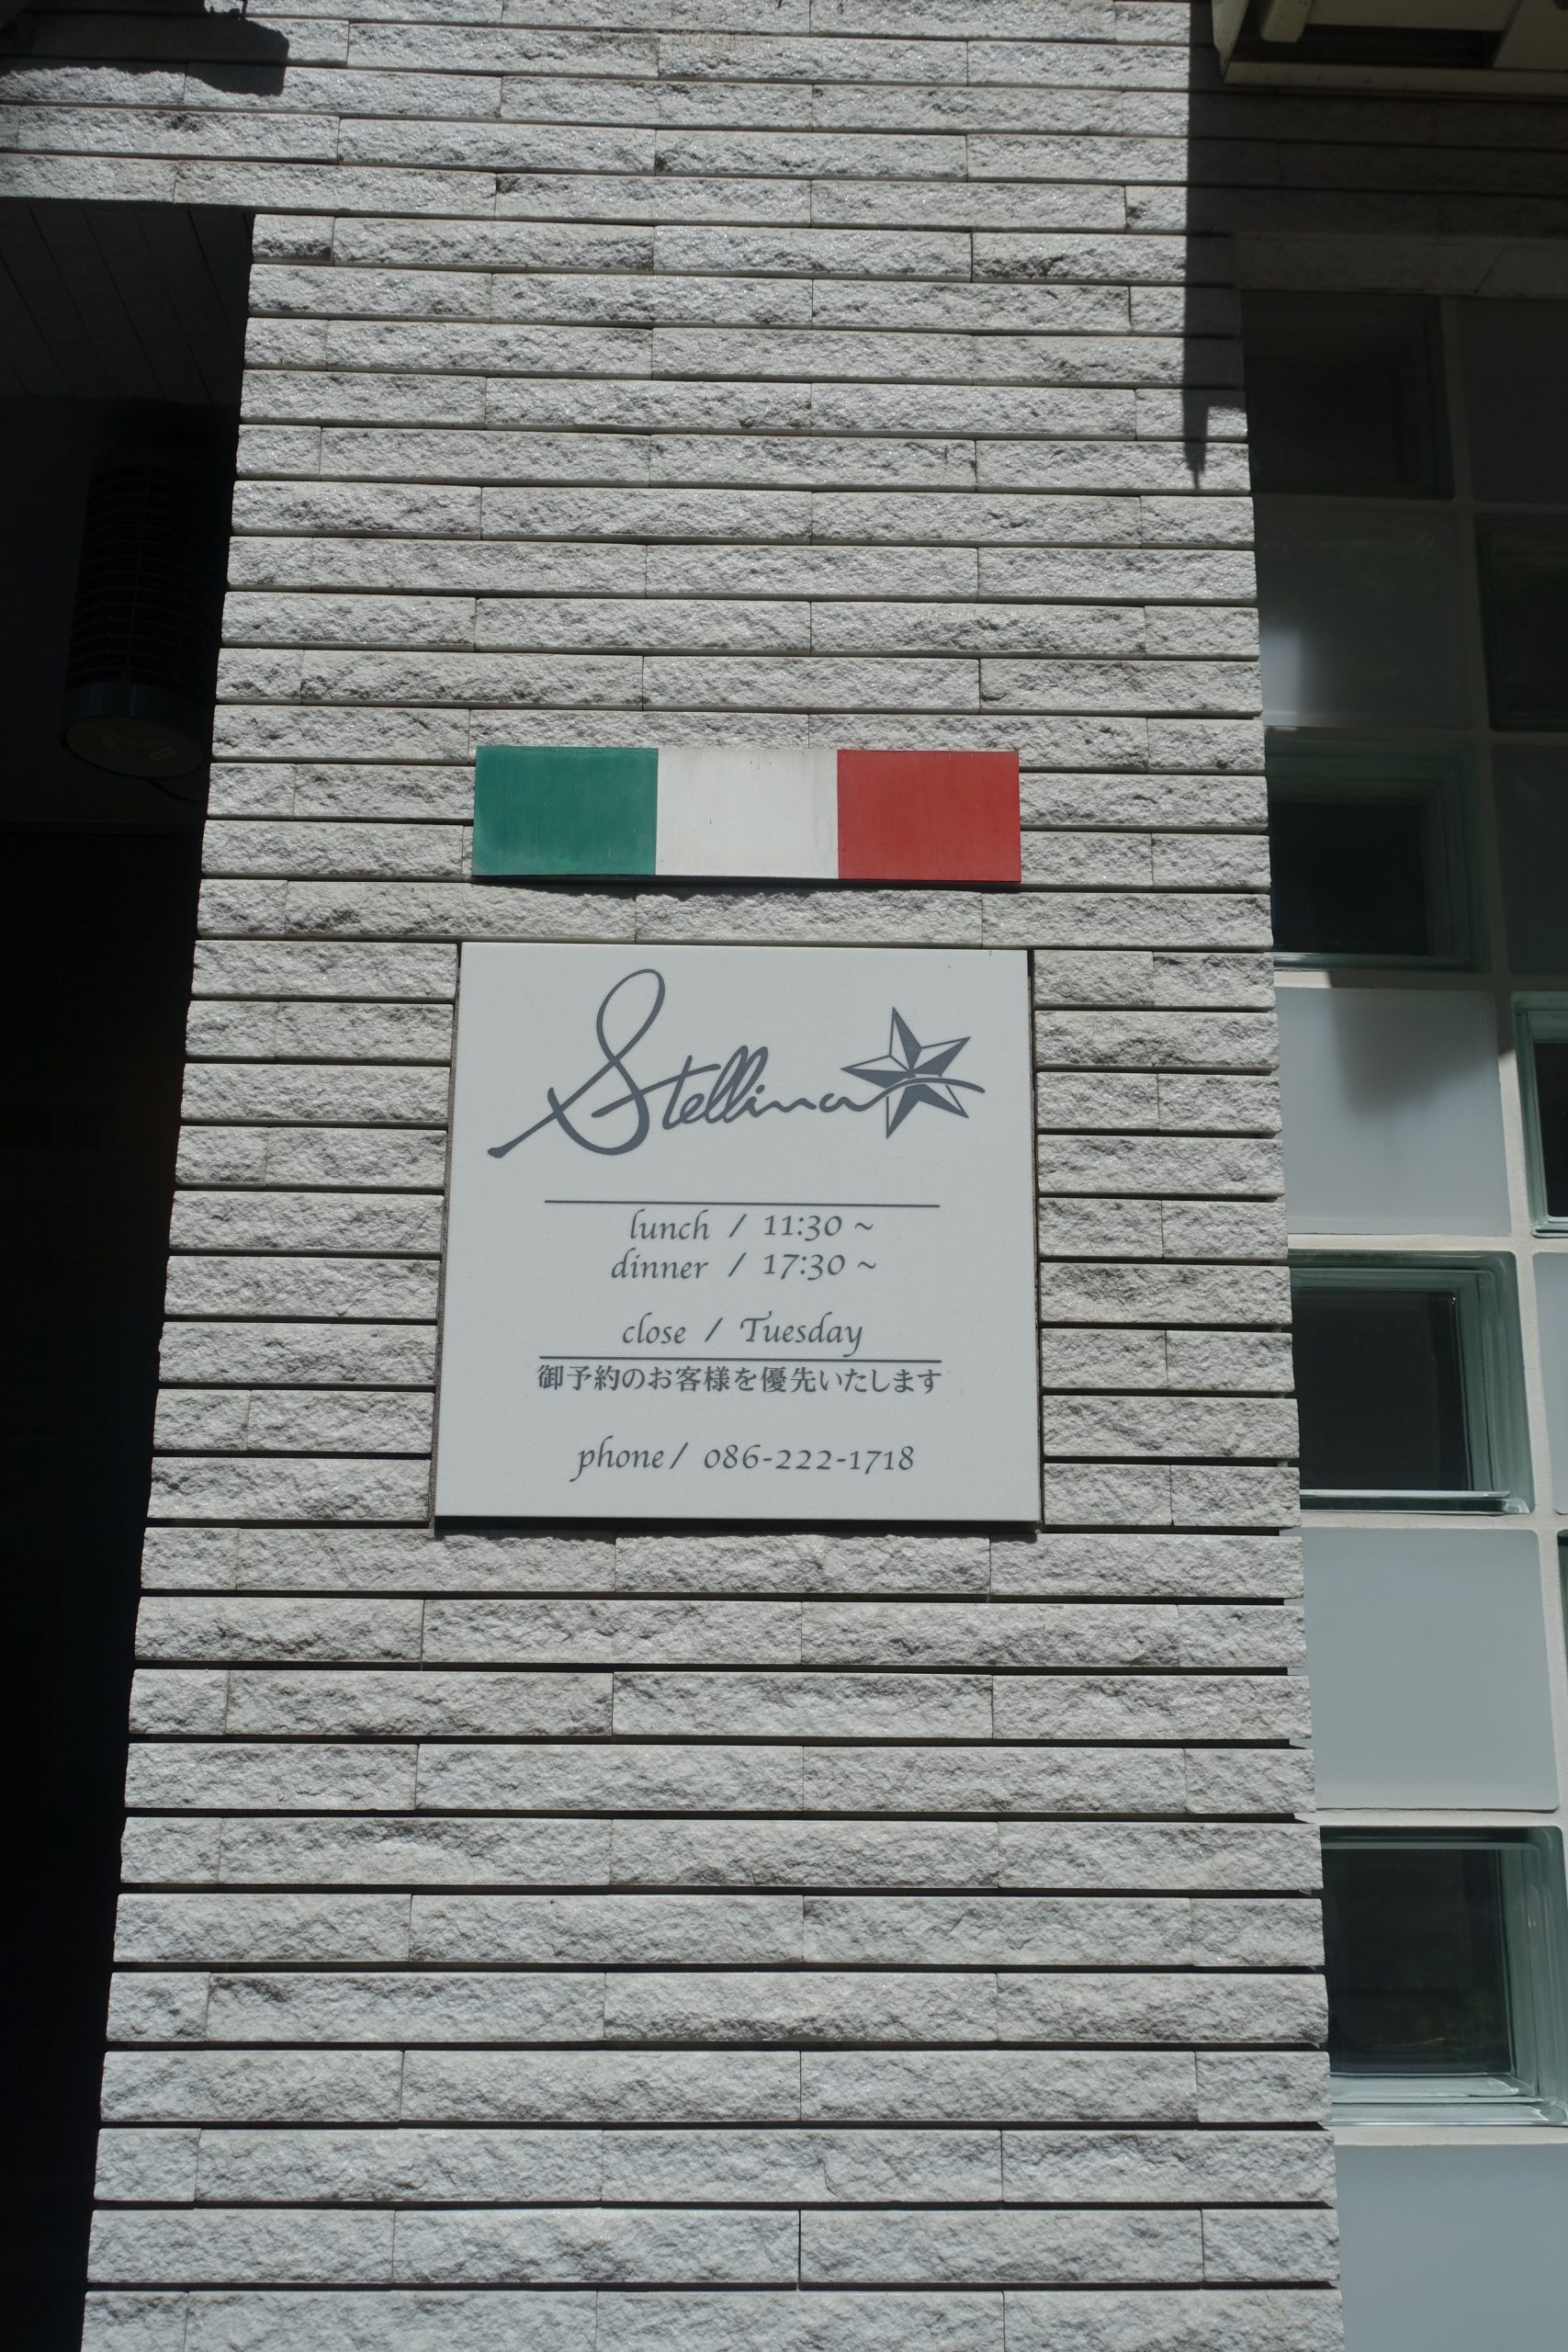 Stellina
lunch / 11:30 ~
dinner / 17:30 ~
close / Tuesday
御予約のお客様を優先いたします
phone / 086-222-1718